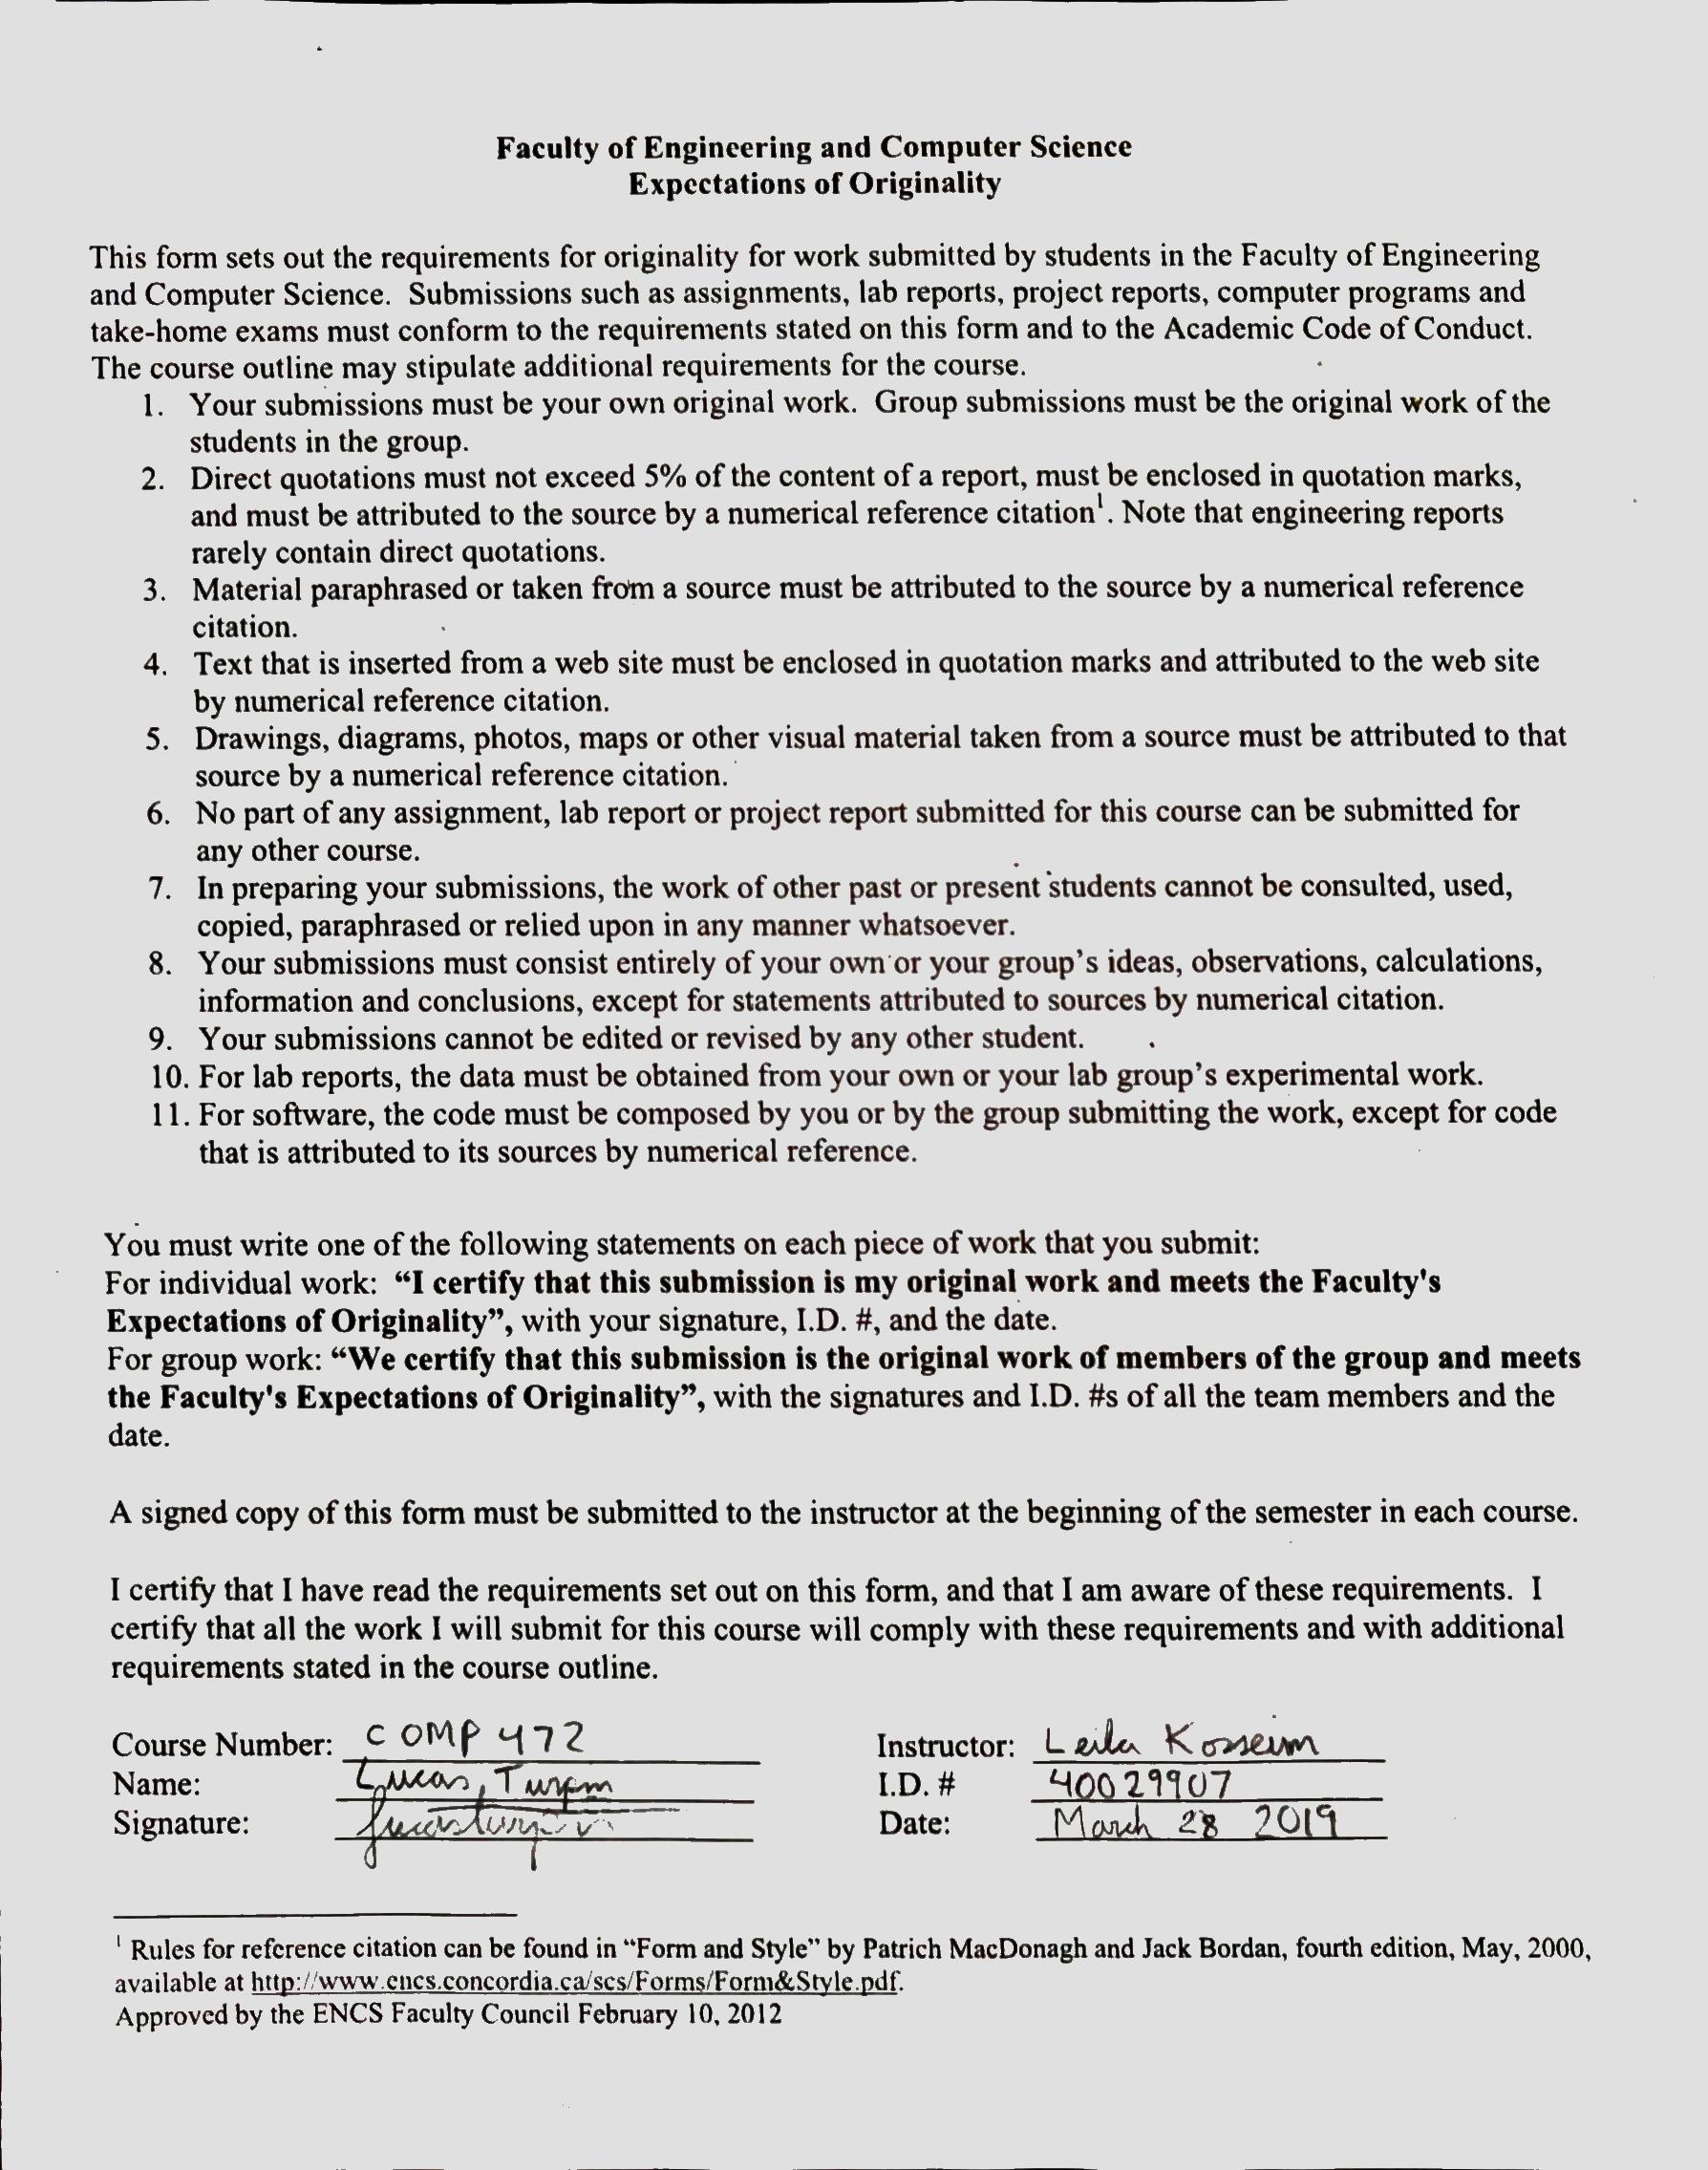 Faculty of Engineering and Computer Science
Expectations of Originality
This form sets out the requirements for originality for work submitted by students in the Faculty of Engineering
and Computer Science. Submissions such as assignments, lab reports, project reports, computer programs and
take-home exams must conform to the requirements stated on this form and to the Academic Code of Conduct.
The course outline may stipulate additional requirements for the course.
1. Your submissions must be your own original work. Group submissions must be the original work of the
students in the group.
2. Direct quotations must not exceed 5% of the content of a report, must be enclosed in quotation marks,
and must be attributed to the source by a numerical reference citation¹. Note that engineering reports
rarely contain direct quotations.
3. Material paraphrased or taken from a source must be attributed to the source by a numerical reference
citation.
4. Text that is inserted from a web site must be enclosed in quotation marks and attributed to the web site
by numerical reference citation.
5. Drawings, diagrams, photos, maps or other visual material taken from a source must be attributed to that
source by a numerical reference citation.
6. No part of any assignment, lab report or project report submitted for this course can be submitted for
any other course.
7. In preparing your submissions, the work of other past or present students cannot be consulted, used,
copied, paraphrased or relied upon in any manner whatsoever.
8. Your submissions must consist entirely of your own or your group's ideas, observations, calculations,
information and conclusions, except for statements attributed to sources by numerical citation.
9. Your submissions cannot be edited or revised by any other student.
10. For lab reports, the data must be obtained from your own or your lab group's experimental work.
11. For software, the code must be composed by you or by the group submitting the work, except for code
that is attributed to its sources by numerical reference.
You must write one of the following statements on each piece of work that you submit:
For individual work: “I certify that this submission is my original work and meets the Faculty's
Expectations of Originality”, with your signature, I.D. #, and the date.
For group work: “We certify that this submission is the original work of members of the group and meets
the Faculty's Expectations of Originality”, with the signatures and I.D. #s of all the team members and the
date.
A signed copy of this form must be submitted to the instructor at the beginning of the semester in each course.
I certify that I have read the requirements set out on this form, and that I am aware of these requirements. I
certify that all the work I will submit for this course will comply with these requirements and with additional
requirements stated in the course outline.
Course Number: COMP 472 Instructor: Leila Kosseim
Name: Lucas, I.D. # 40029907
Signature: Date: March 28 2019
¹ Rules for reference citation can be found in “Form and Style” by Patrich MacDonagh and Jack Bordan, fourth edition, May, 2000,
available at http://www.encs.concordia.ca/scs/Forms/Form&Style.pdf.
Approved by the ENCS Faculty Council February 10, 2012